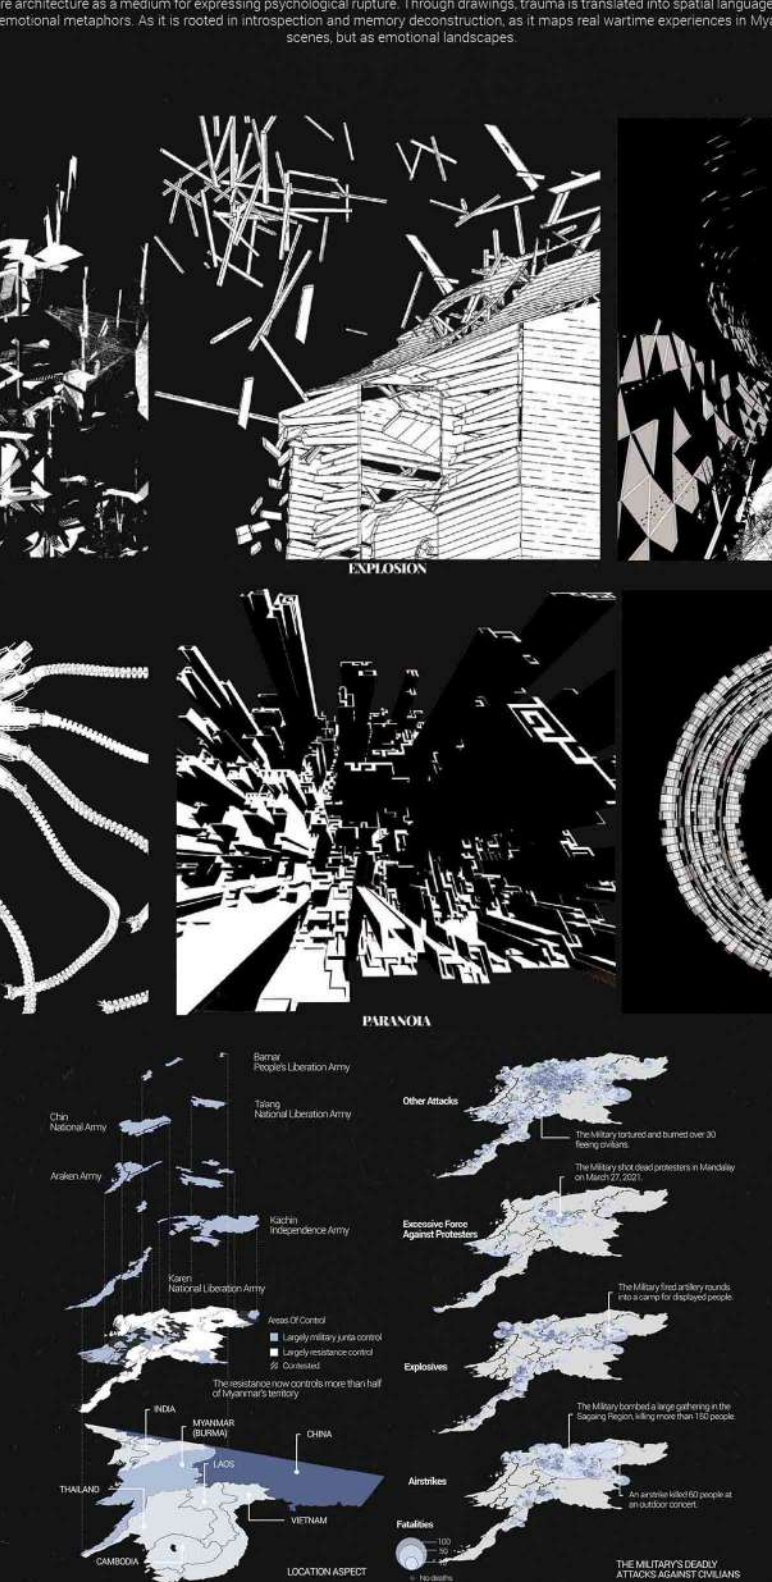 re architecture as a medium for expressing psychological rupture. Through drawings, trauma is translated into spatial language
emotional metaphors. As it is rooted in introspection and memory deconstruction, as it maps real wartime experiences in Mya
scenes, but as emotional landscapes.
EXPLOSION
PARANOIA
Bamar
People's Liberation Army
Ta'ang
National Liberation Army
Chin
National Army
Araken Army
Kachin
Independence Army
Karen
National Liberation Army
Areas Of Control
Largely military junta control
Largely resistance control
Contested
The resistance now controls more than half
of Myanmar's territory
INDIA
MYANMAR
(BURMA)
CHINA
LAOS
THAILAND
VIETNAM
CAMBODIA
LOCATION ASPECT
Other Attacks
The Military tortured and burned over 30
fleeing civilians.
The Military shot dead protesters in Mandalay
on March 27, 2021.
Excessive Force
Against Protesters
The Military fired artillery rounds
into a camp for displayed people.
Explosives
The Military bombed a large gathering in the
Sagaing Region, killing more than 150 people.
Airstrikes
An airstrike killed 60 people at
an outdoor concert.
Fatalities
100
50
10
No deaths
THE MILITARY'S DEADLY
ATTACKS AGAINST CIVILIANS